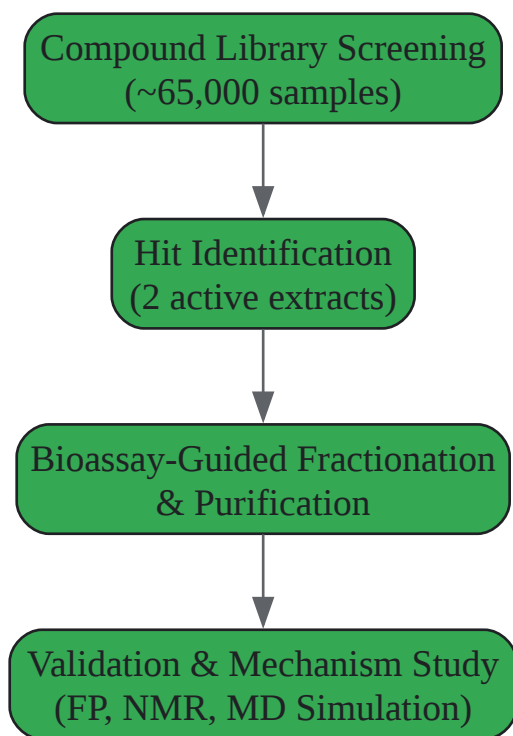 Compound Library Screening
(~65,000 samples)
Hit Identification
(2 active extracts)
Bioassay-Guided Fractionation
& Purification
Validation & Mechanism Study
(FP, NMR, MD Simulation)